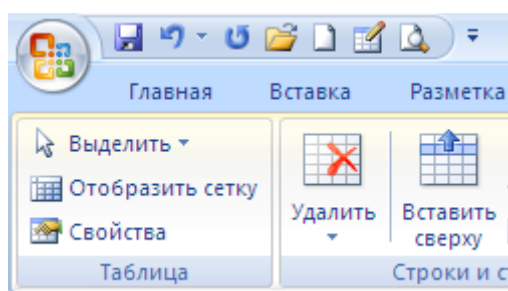 Главная Вставка Разметка
Выделить
Отобразить сетку
Свойства
Удалить
Вставить
сверху
Таблица
Строки и